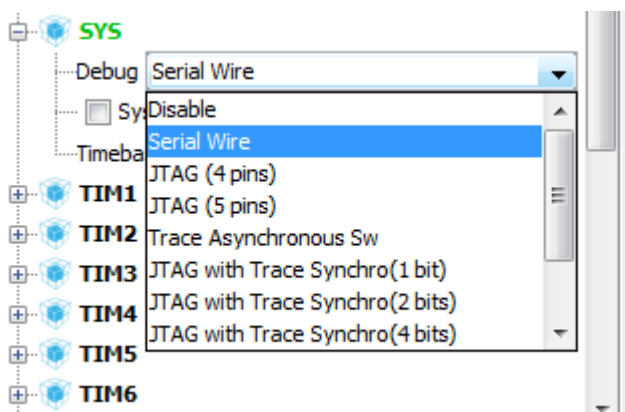 SYS
Debug Serial Wire
Sys Disable
Serial Wire
Timeba
JTAG (4 pins)
TIM1
JTAG (5 pins)
TIM2 Trace Asynchronous Sw
TIM3 JTAG with Trace Synchro(1 bit)
TIM4 JTAG with Trace Synchro(2 bits)
JTAG with Trace Synchro(4 bits)
TIM5
TIM6